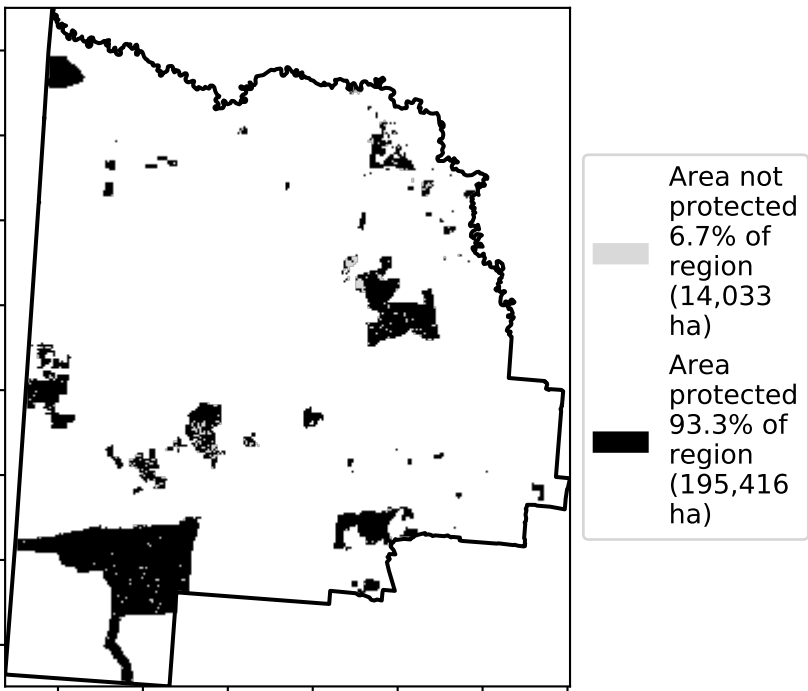 Area not
protected
6.7% of
region
(14,033
ha)
Area
protected
93.3% of
region
(195,416
ha)